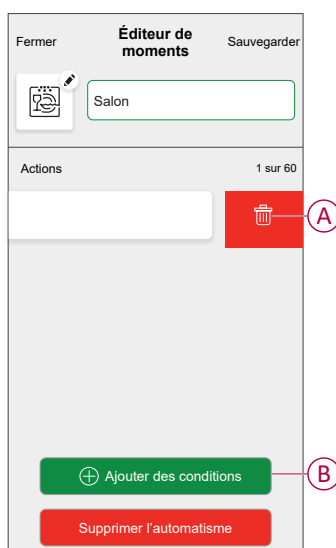 Fermer
Éditeur de
moments
Sauvegarder
Salon
Actions
1 sur 60
A
Ajouter des conditions
B
Supprimer l'automatisme